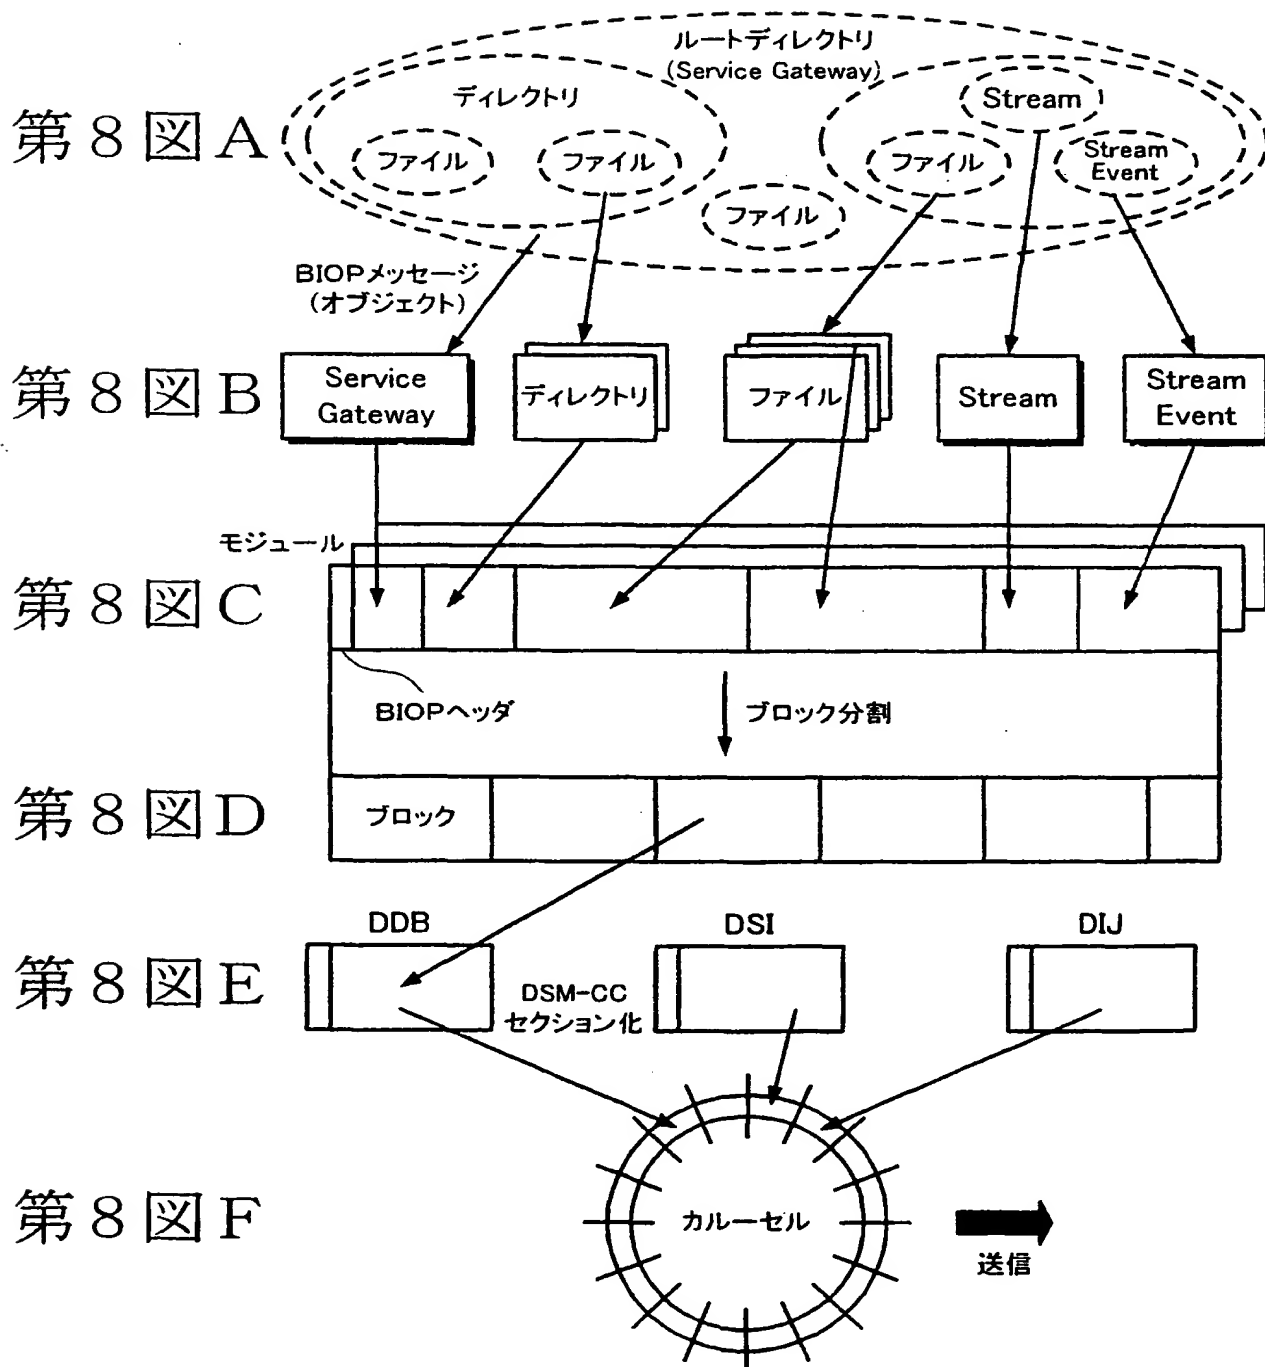 ルートディレクトリ
(Service Gateway)
ディレクトリ
Stream
第8図A
ファイル
ファイル
ファイル
Stream
Event
ファイル
BIOPメッセージ
(オブジェクト)
第8図B
Service
Gateway
ディレクトリ
ファイル
Stream
Stream
Event
モジュール
第8図C
BIOPヘッダ
ブロック分割
第8図D
ブロック
DDB
DSI
DIJ
第8図E
DSM-CC
セクション化
第8図F
カルーセル
送信